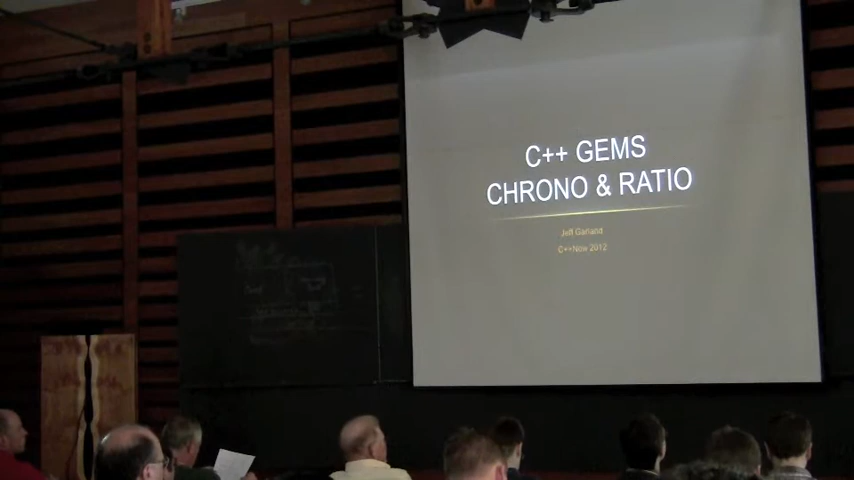 C++ GEMS
CHRONO & RATIO
Jeff Garland
C++Now 2012